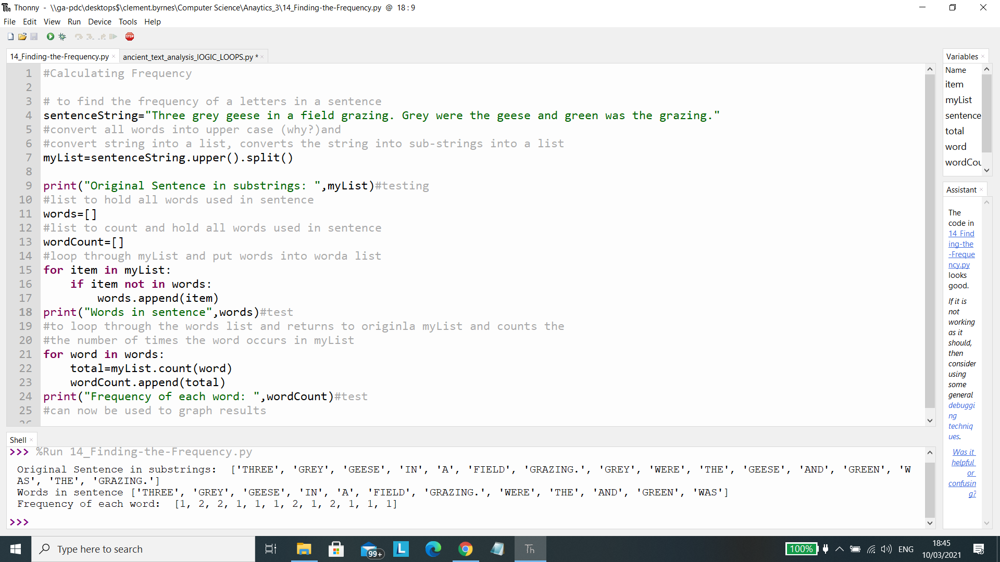 Thonny - \\ga-pdc\desktops$\clement.byrnes\Computer Science\Anaytics_3\14_Finding-the-Frequency.py @ 18 : 9
File Edit View Run Device Tools Help
STOP
14_Finding-the-Frequency.py
ancient_text_analysis_lOGIC_LOOPS.py *
1 #Calculating Frequency
2
3 # to find the frequency of a letters in a sentence
4 sentenceString="Three grey geese in a field grazing. Grey were the geese and green was the grazing."
5 #convert all words into upper case (why?)and
6 #convert string into a list, converts the string into sub-strings into a list
7 myList=sentenceString.upper().split()
8
9 print("Original Sentence in substrings: ",myList)#testing
10 #list to hold all words used in sentence
11 words=[]
12 #list to count and hold all words used in sentence
13 wordCount=[]
14 #loop through myList and put words into worda list
15 for item in myList:
16 if item not in words:
17 words.append(item)
18 print("Words in sentence",words)#test
19 #to loop through the words list and returns to originla myList and counts the
20 #the number of times the word occurs in myList
21 for word in words:
22 total=myList.count(word)
23 wordCount.append(total)
24 print("Frequency of each word: ",wordCount)#test
25 #can now be used to graph results
Shell
>>> %Run 14_Finding-the-Frequency.py
Original Sentence in substrings:  ['THREE', 'GREY', 'GEESE', 'IN', 'A', 'FIELD', 'GRAZING.', 'GREY', 'WERE', 'THE', 'GEESE', 'AND', 'GREEN', 'W
AS', 'THE', 'GRAZING.']
Words in sentence ['THREE', 'GREY', 'GEESE', 'IN', 'A', 'FIELD', 'GRAZING.', 'WERE', 'THE', 'AND', 'GREEN', 'WAS']
Frequency of each word:  [1, 2, 2, 1, 1, 1, 2, 1, 2, 1, 1, 1]
>>>
Variables
Name
item
myList
sentence
total
word
wordCou
Assistant
The
code in
14_Find
ing-the
-Freque
ncy.py
looks
good.
If it is
not
working
as it
should,
then
consider
using
some
general
debuggi
ng
techniq
ues.
Was it
helpful
or
confusin
g?
Type here to search
99+
L
Th
100%
ENG
18:45
10/03/2021